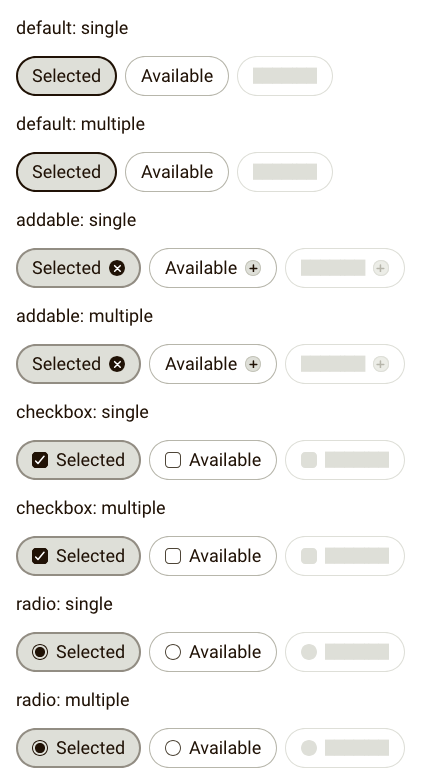 default: single
Selected Available
default: multiple
Selected Available
addable: single
Selected Available
addable: multiple
Selected Available
checkbox: single
Selected Available
checkbox: multiple
Selected Available
radio: single
Selected Available
radio: multiple
Selected Available